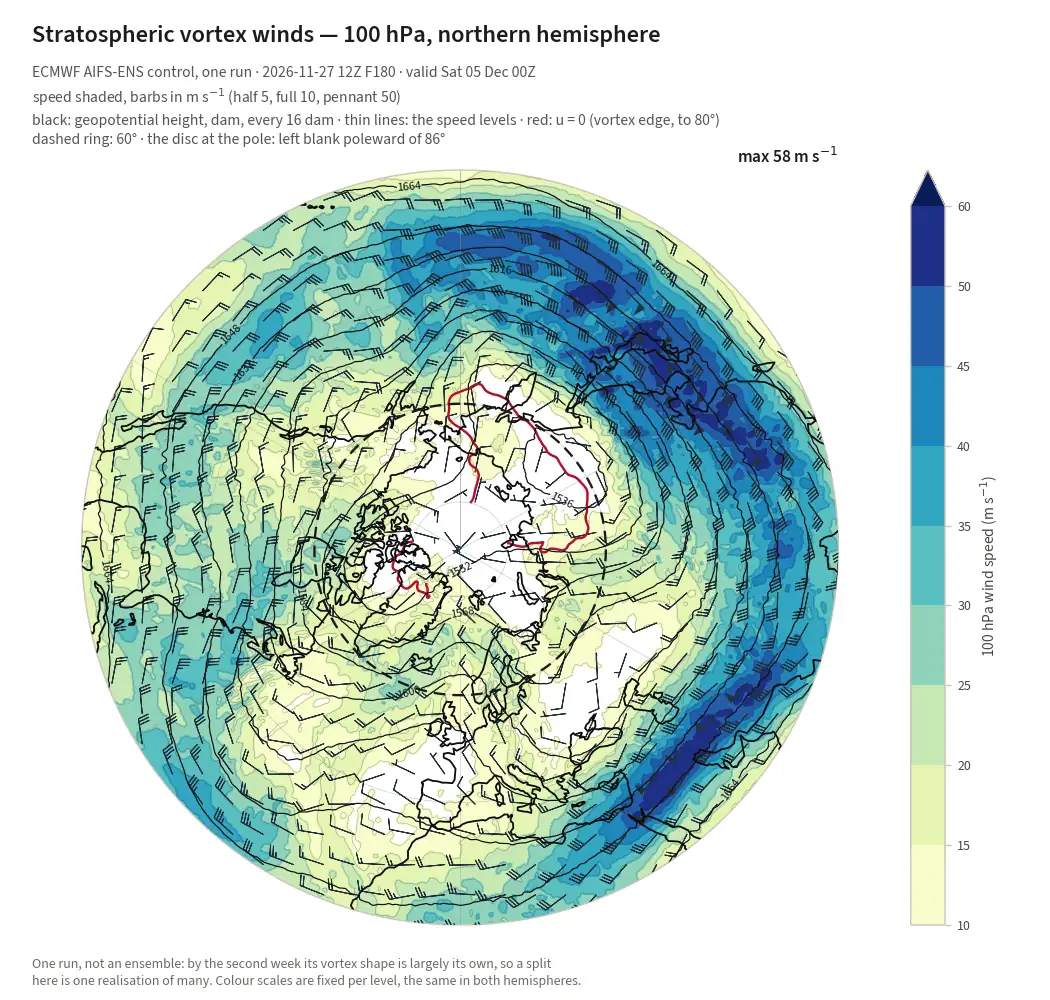 Stratospheric vortex winds — 100 hPa, northern hemisphere
ECMWF AIFS-ENS control, one run · 2026-11-27 12Z F180 · valid Sat 05 Dec 00Z
speed shaded, barbs in m s⁻¹ (half 5, full 10, pennant 50)
black: geopotential height, dam, every 16 dam · thin lines: the speed levels · red: u = 0 (vortex edge, to 80°)
dashed ring: 60° · the disc at the pole: left blank poleward of 86°
max 58 m s⁻¹
1664
1616
1664
1648
1536
1552
1568
1600
1664
60
50
45
40
35
30
25
20
15
10
100 hPa wind speed (m s⁻¹)
One run, not an ensemble: by the second week its vortex shape is largely its own, so a split
here is one realisation of many. Colour scales are fixed per level, the same in both hemispheres.